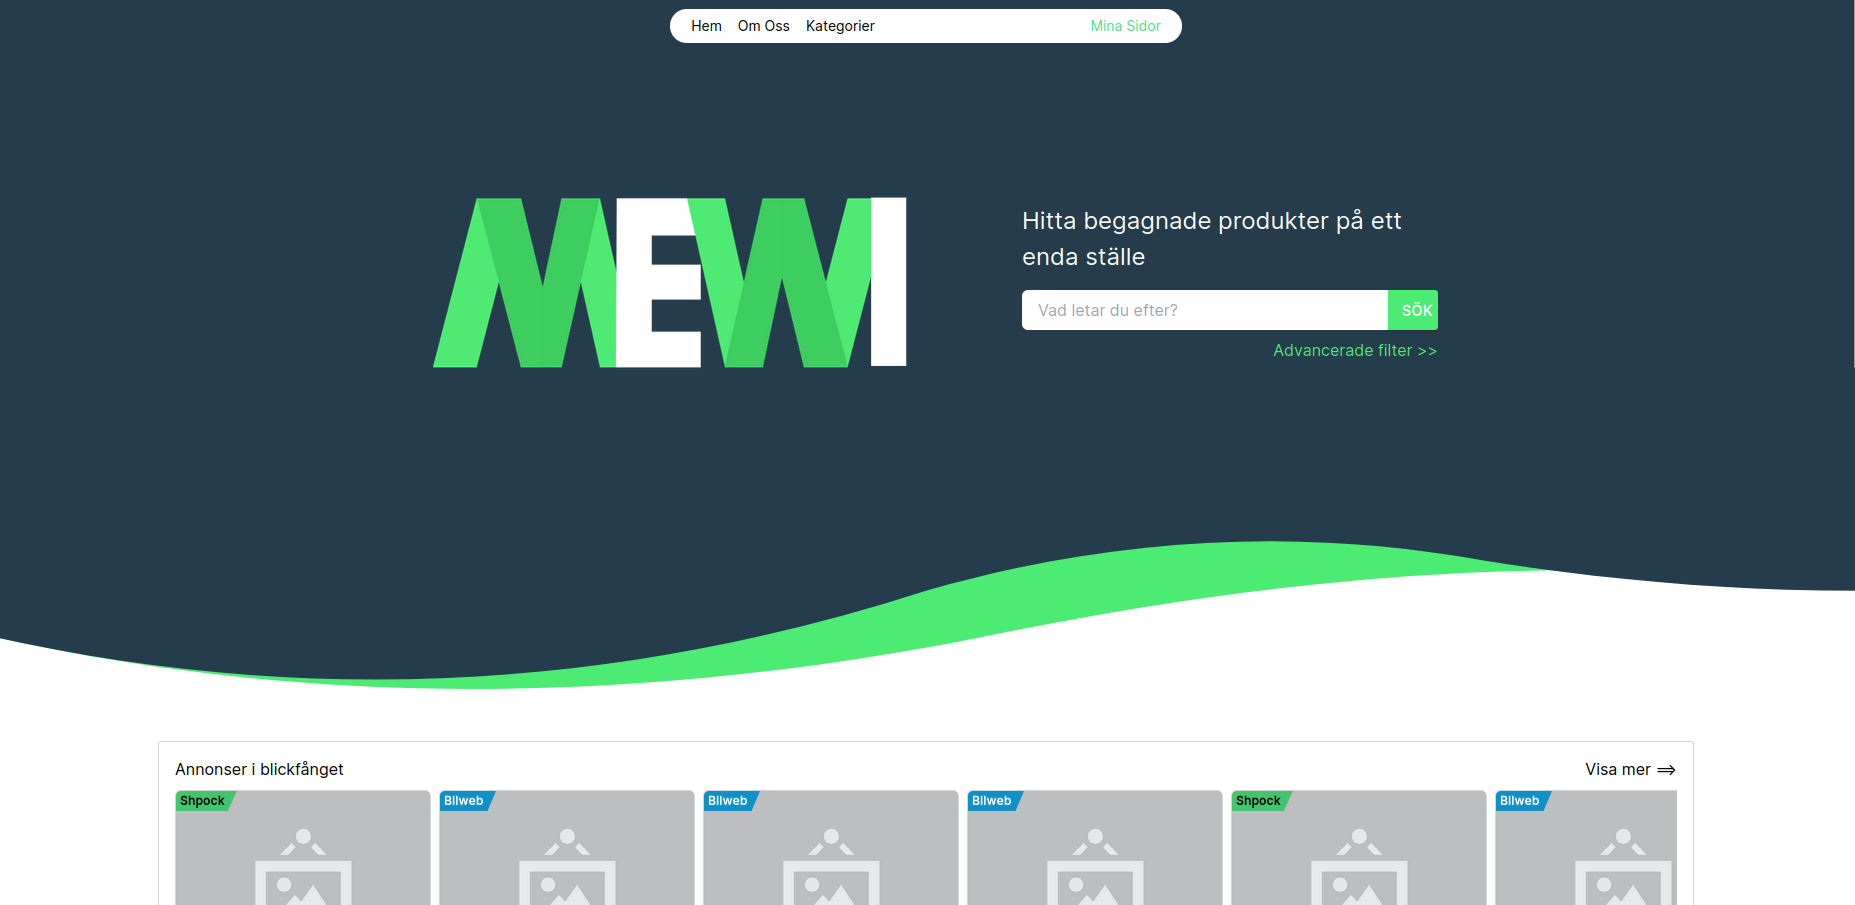 Hem Om Oss Kategorier Mina Sidor
MEWI
Hitta begagnade produkter på ett
enda ställe
Vad letar du efter? SÖK
Advancerade filter >>
Annonser i blickfånget Visa mer ⟹
Shpock Bilweb Bilweb Bilweb Shpock Bilweb